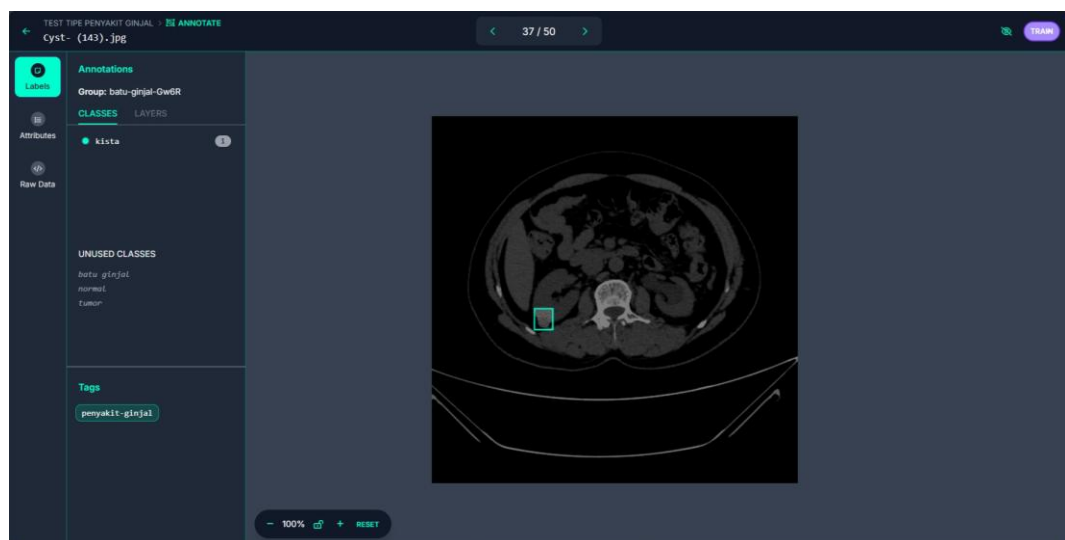 TEST TIPE PENYAKIT GINJAL > ANNOTATE
Cyst- (143).jpg
37 / 50
TRAIN
Labels
Attributes
Raw Data
Annotations
Group: batu-ginjal-Gw6R
CLASSES LAYERS
kista 1
UNUSED CLASSES
batu ginjal
normal
tumor
Tags
penyakit-ginjal
− 100% + RESET